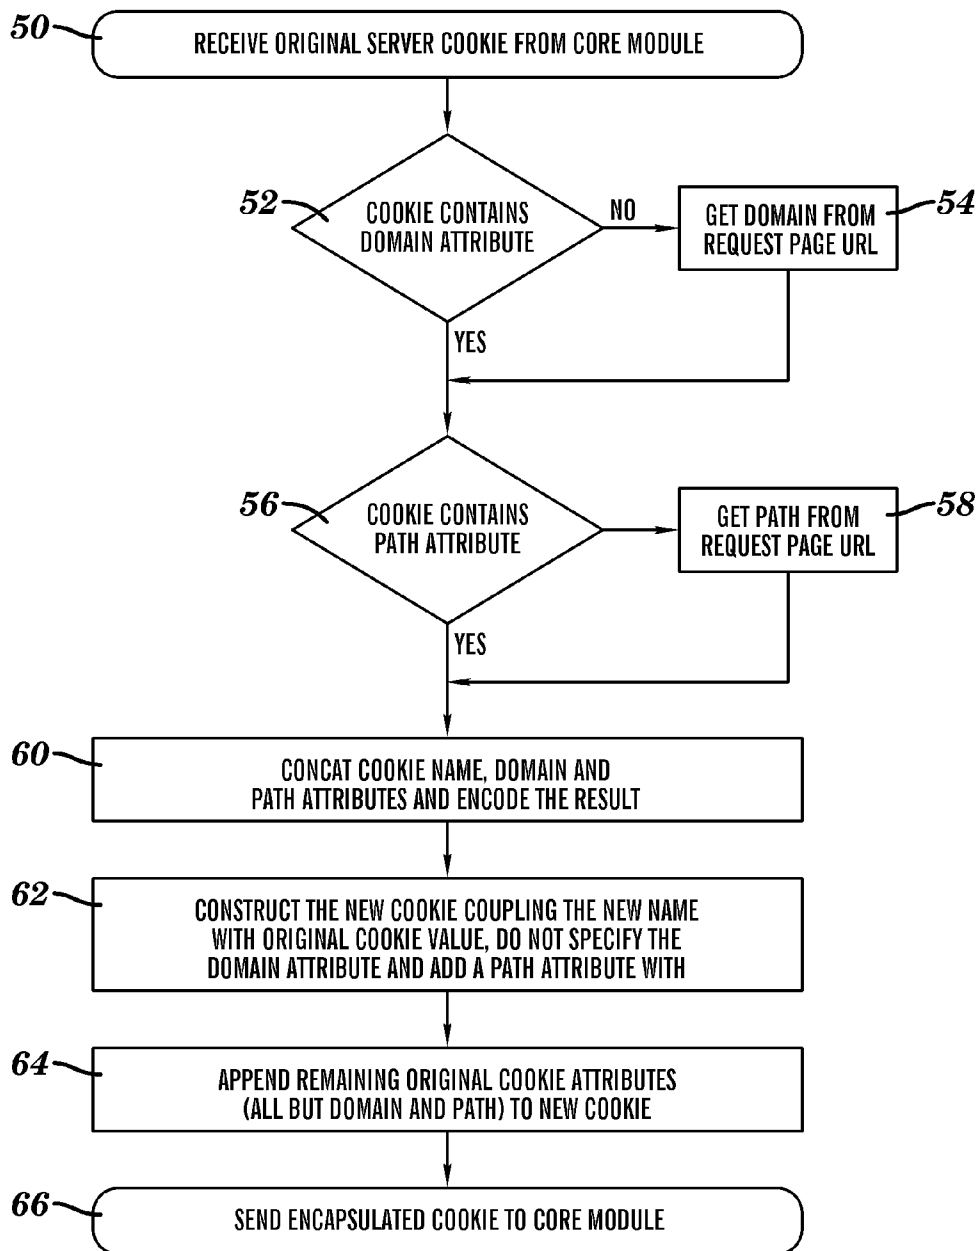 50
RECEIVE ORIGINAL SERVER COOKIE FROM CORE MODULE
52
COOKIE CONTAINS
DOMAIN ATTRIBUTE
NO
GET DOMAIN FROM
REQUEST PAGE URL
54
YES
56
COOKIE CONTAINS
PATH ATTRIBUTE
GET PATH FROM
REQUEST PAGE URL
58
YES
60
CONCAT COOKIE NAME, DOMAIN AND
PATH ATTRIBUTES AND ENCODE THE RESULT
62
CONSTRUCT THE NEW COOKIE COUPLING THE NEW NAME
WITH ORIGINAL COOKIE VALUE, DO NOT SPECIFY THE
DOMAIN ATTRIBUTE AND ADD A PATH ATTRIBUTE WITH
64
APPEND REMAINING ORIGINAL COOKIE ATTRIBUTES
(ALL BUT DOMAIN AND PATH) TO NEW COOKIE
66
SEND ENCAPSULATED COOKIE TO CORE MODULE